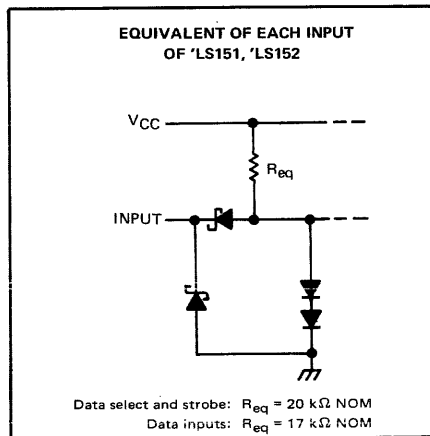 EQUIVALENT OF EACH INPUT
OF 'LS151, 'LS152
VCC
Req
INPUT
Data select and strobe: Req = 20 kΩ NOM
Data inputs: Req = 17 kΩ NOM